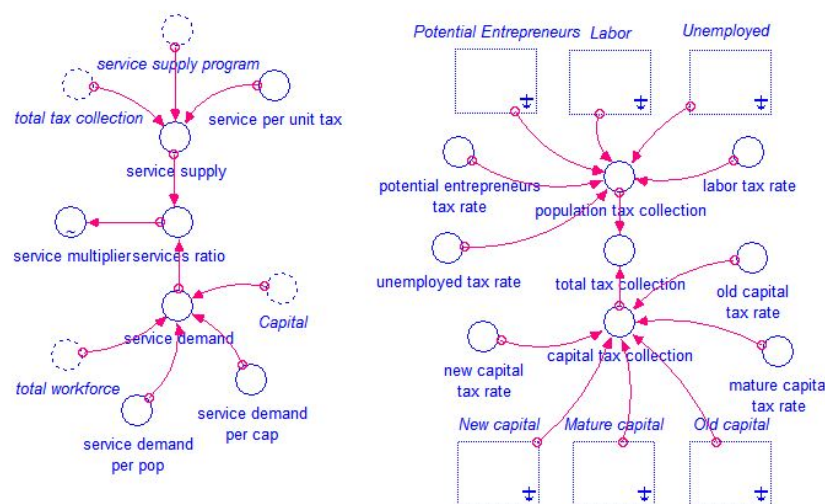 service supply program
total tax collection
service per unit tax
service supply
service multiplier
services ratio
service demand
Capital
total workforce
service demand
per cap
service demand
per pop
Potential Entrepreneurs
Labor
Unemployed
potential entrepreneurs
tax rate
labor tax rate
population tax collection
unemployed tax rate
total tax collection
old capital
tax rate
capital tax collection
new capital
tax rate
mature capita
tax rate
New capital
Mature capital
Old capital